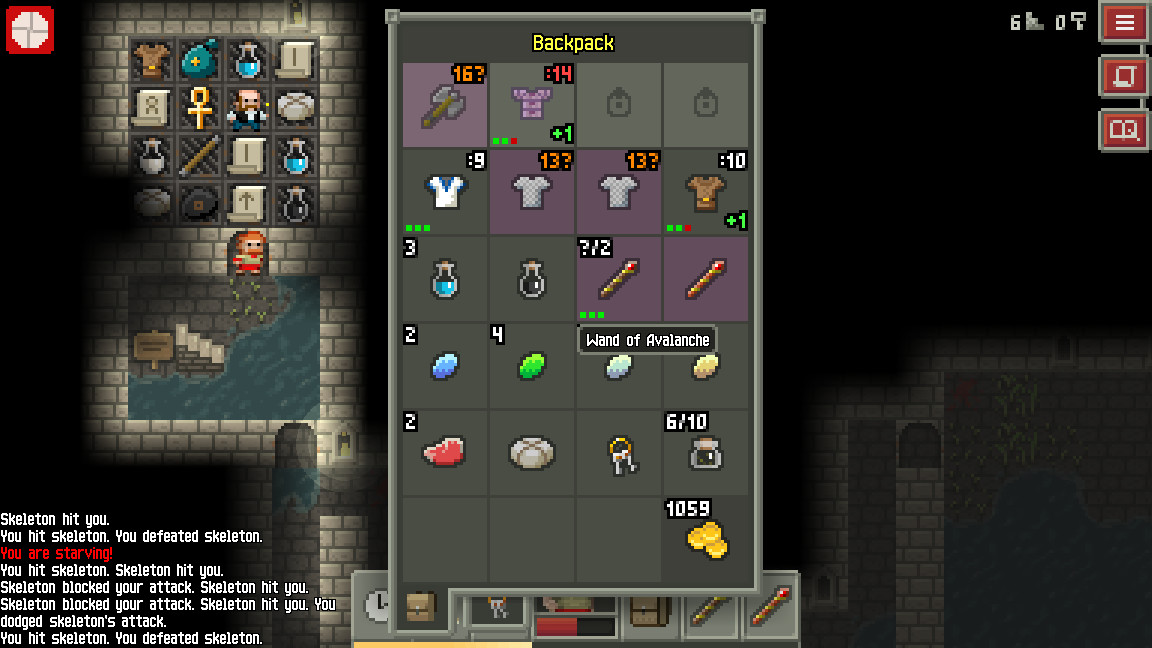 Backpack
6 0
16?
:14
+1
:9
13?
13?
:10
+1
3
?/2
2
4
Wand of Avalanche
2
6/10
1059
Skeleton hit you.
You hit skeleton. You defeated skeleton.
You are starving!
You hit skeleton. Skeleton hit you.
Skeleton blocked your attack. Skeleton hit you.
Skeleton blocked your attack. Skeleton hit you. You
dodged skeleton's attack.
You hit skeleton. You defeated skeleton.